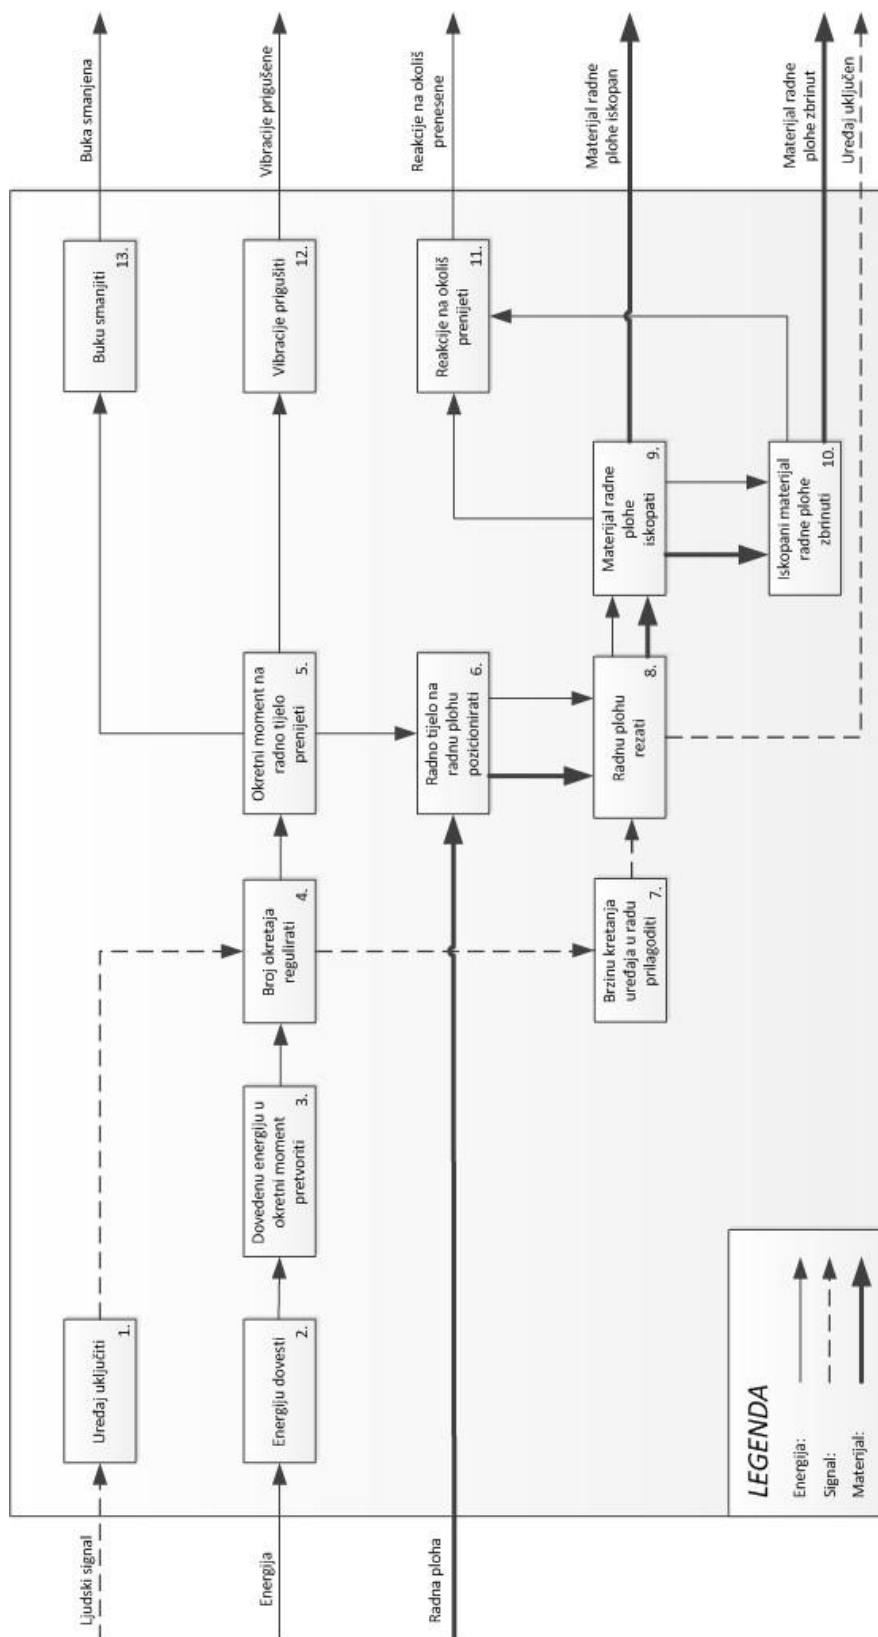 Ljudski signal
Energija
Radna ploha
Uređaj uključiti
1.
Energiju dovesti
2.
Dovedenu energiju u
okretni moment
pretvoriti
3.
Broj okretaja
regulirati
4.
Okretni moment na
radno tijelo
prenijeti
5.
Radno tijelo na
radnu plohu
pozicionirati
6.
Brzinu kretanja
uređaja u radu
prilagoditi
7.
Radnu plohu
rezati
8.
Materijal radne
plohe
iskopati
9.
Iskopani materijal
radne plohe
zbrinuti
10.
Reakcije na okoliš
prenijeti
11.
Vibracije prigušiti
12.
Buku smanjiti
13.
Buka smanjena
Vibracije prigušene
Reakcije na okoliš
prenesene
Materijal radne
plohe iskopan
Materijal radne
plohe zbrinut
Uređaj uključen
LEGENDA
Energija:
Signal:
Materijal: